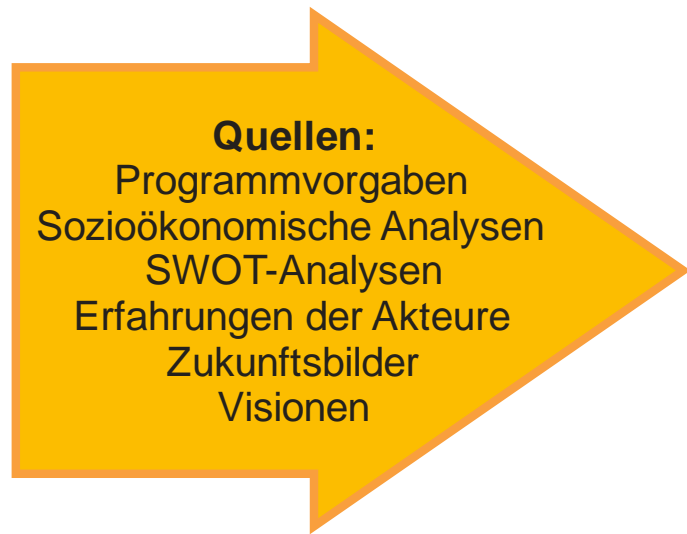 Quellen:
Programmvorgaben
Sozioökonomische Analysen
SWOT-Analysen
Erfahrungen der Akteure
Zukunftsbilder
Visionen